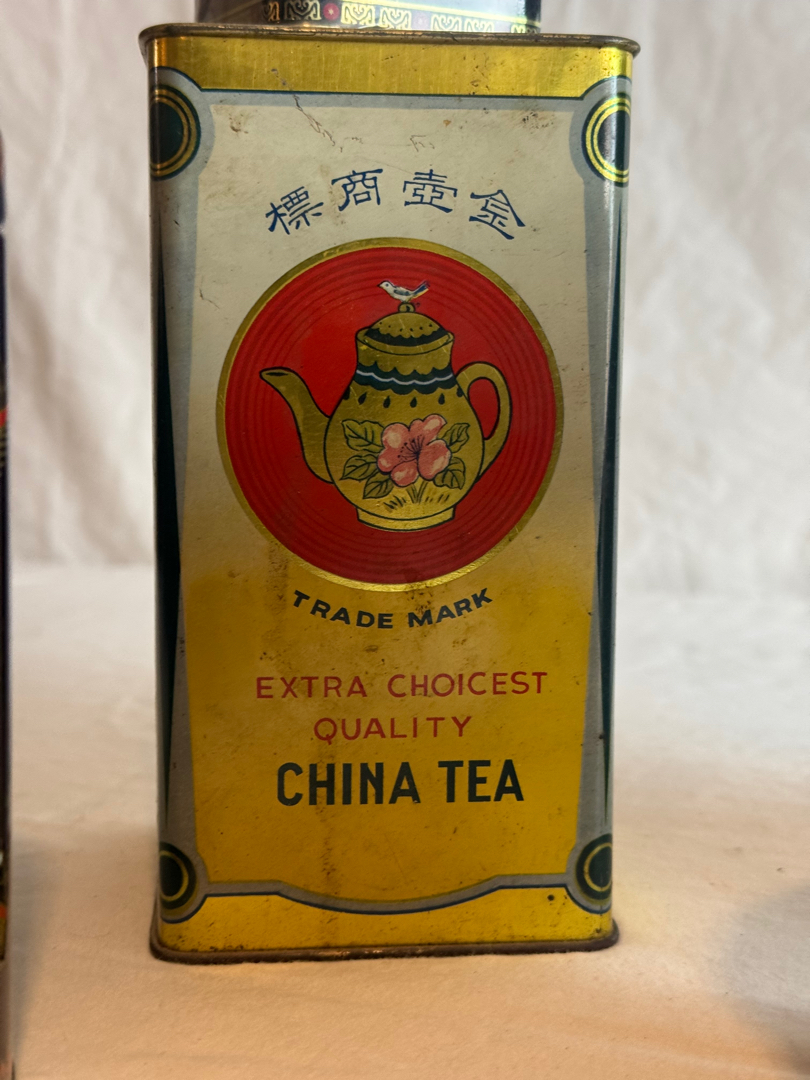 金壺商標
TRADE MARK
EXTRA CHOICEST
QUALITY
CHINA TEA